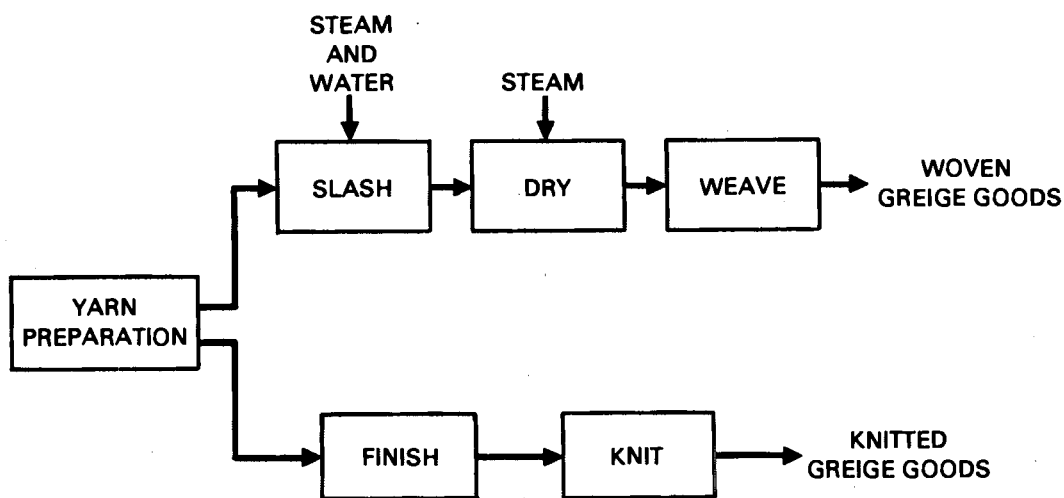 STEAM
AND
WATER
STEAM
SLASH
DRY
WEAVE
WOVEN
GREIGE GOODS
YARN
PREPARATION
FINISH
KNIT
KNITTED
GREIGE GOODS